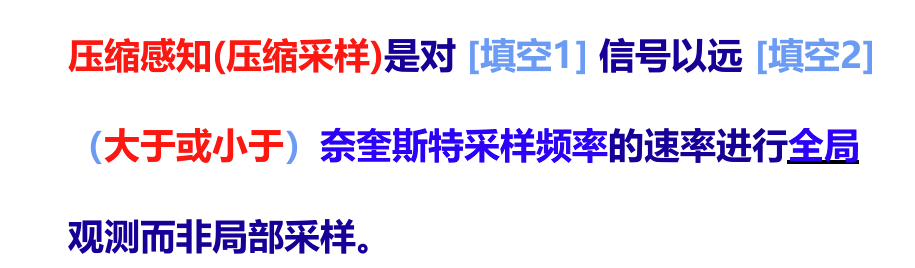 压缩感知(压缩采样)是对 [填空1] 信号以远 [填空2]
（大于或小于）奈奎斯特采样频率的速率进行全局
观测而非局部采样。